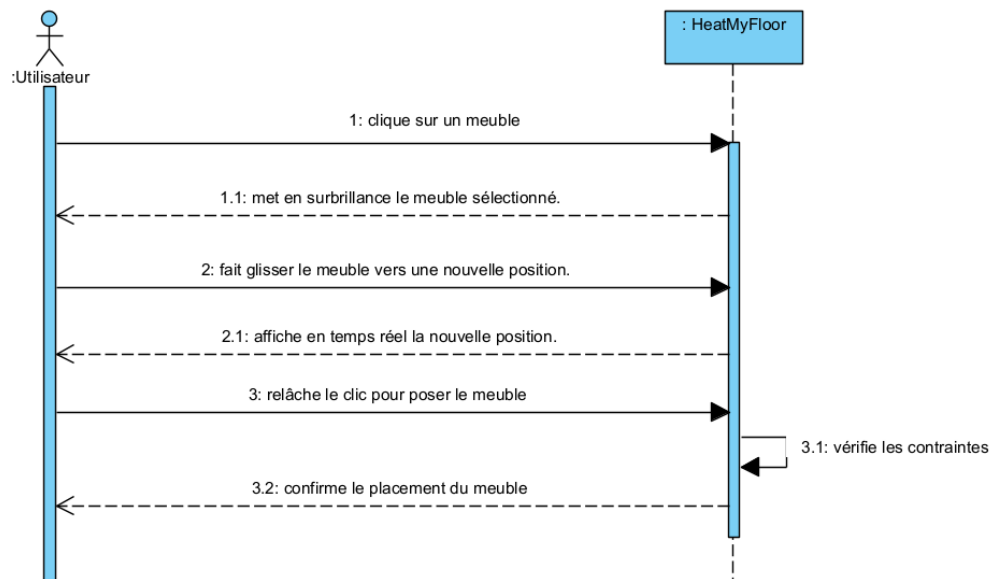 : HeatMyFloor
:Utilisateur
1: clique sur un meuble
1.1: met en surbrillance le meuble sélectionné.
2: fait glisser le meuble vers une nouvelle position.
2.1: affiche en temps réel la nouvelle position.
3: relâche le clic pour poser le meuble
3.1: vérifie les contraintes
3.2: confirme le placement du meuble